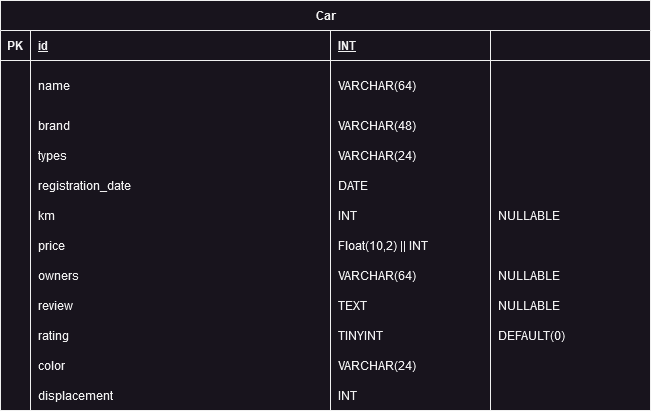 Car
PK id INT
name VARCHAR(64)
brand VARCHAR(48)
types VARCHAR(24)
registration_date DATE
km INT NULLABLE
price Float(10,2) || INT
owners VARCHAR(64) NULLABLE
review TEXT NULLABLE
rating TINYINT DEFAULT(0)
color VARCHAR(24)
displacement INT